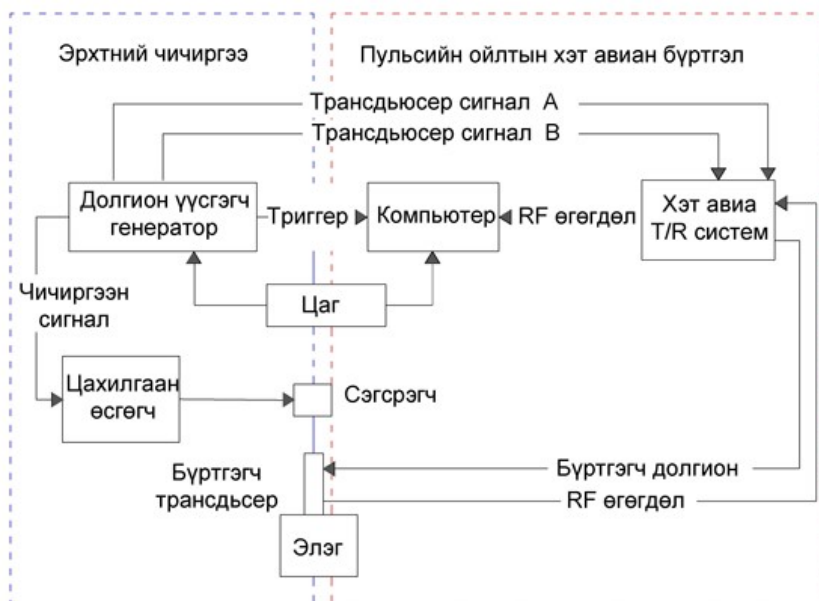 Эрхтний чичиргээ
Пульсийн ойлтын хэт авиан бүртгэл
Трансдьюсер сигнал A
Трансдьюсер сигнал B
Долгион үүсгэгч
генератор
Триггер
Компьютер
RF өгөгдөл
Хэт авиа
T/R систем
Чичиргээн
сигнал
Цаг
Цахилгаан
өсгөгч
Сэгсрэгч
Бүртгэгч
трансдьсер
Бүртгэгч долгион
RF өгөгдөл
Элэг